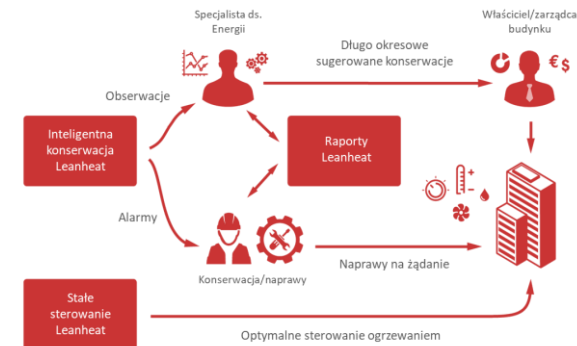 Specjalista ds.
Energii
Właściciel/zarządca
budynku
Długo okresowe
sugerowane konserwacje
€$
Obserwacje
Inteligentna
konserwacja
Leanheat
Raporty
Leanheat
Alarmy
Konserwacja/naprawy
Naprawy na żądanie
Stałe
sterowanie
Leanheat
Optymalne sterowanie ogrzewaniem